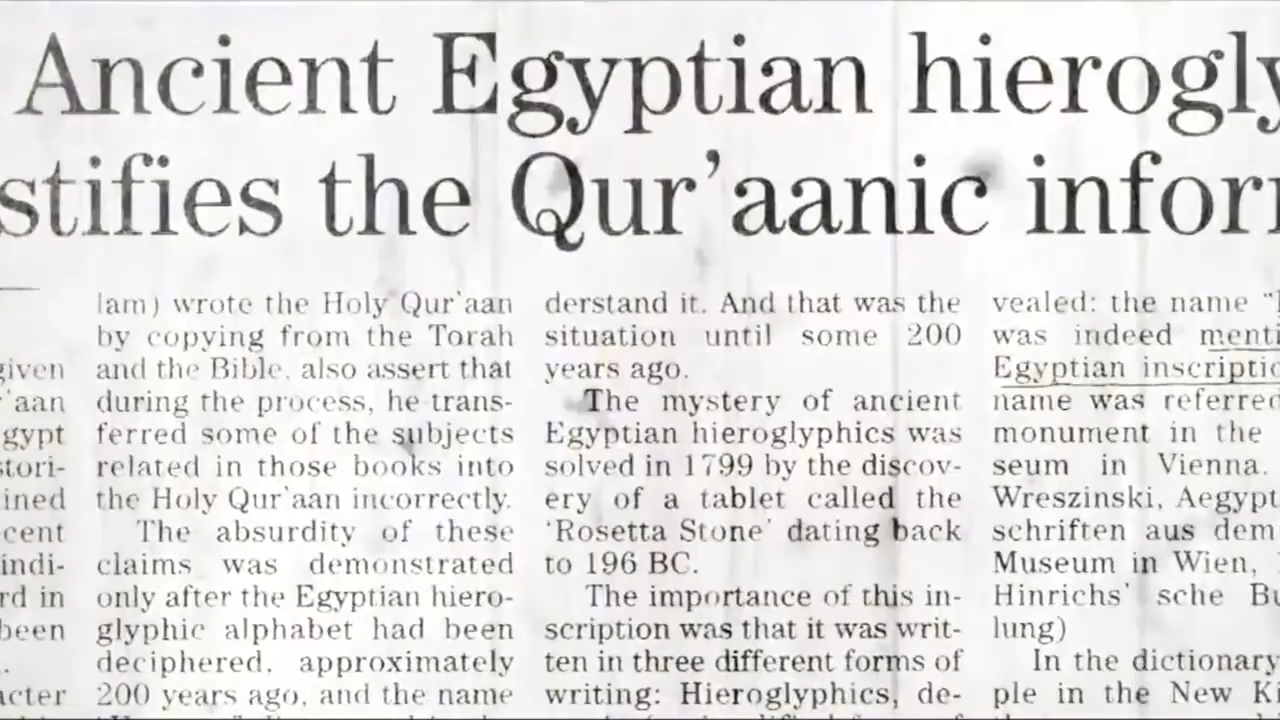 Ancient Egyptian hierogly
stifies the Qur'aanic infor
given
'aan
gypt
stori-
ined
cent
indi-
rd in
been
acter
lam) wrote the Holy Qur'aan
by copying from the Torah
and the Bible, also assert that
during the process, he trans-
ferred some of the subjects
related in those books into
the Holy Qur'aan incorrectly.
The absurdity of these
claims was demonstrated
only after the Egyptian hiero-
glyphic alphabet had been
deciphered, approximately
200 years ago, and the name
derstand it. And that was the
situation until some 200
years ago.
The mystery of ancient
Egyptian hieroglyphics was
solved in 1799 by the discov-
ery of a tablet called the
'Rosetta Stone' dating back
to 196 BC.
The importance of this in-
scription was that it was writ-
ten in three different forms of
writing: Hieroglyphics, de-
vealed: the name "
was indeed menti
Egyptian inscriptio
name was referred
monument in the
seum in Vienna.
Wreszinski, Aegypt
schriften aus dem
Museum in Wien,
Hinrichs' sche Bu
lung)
In the dictionary
ple in the New Ki